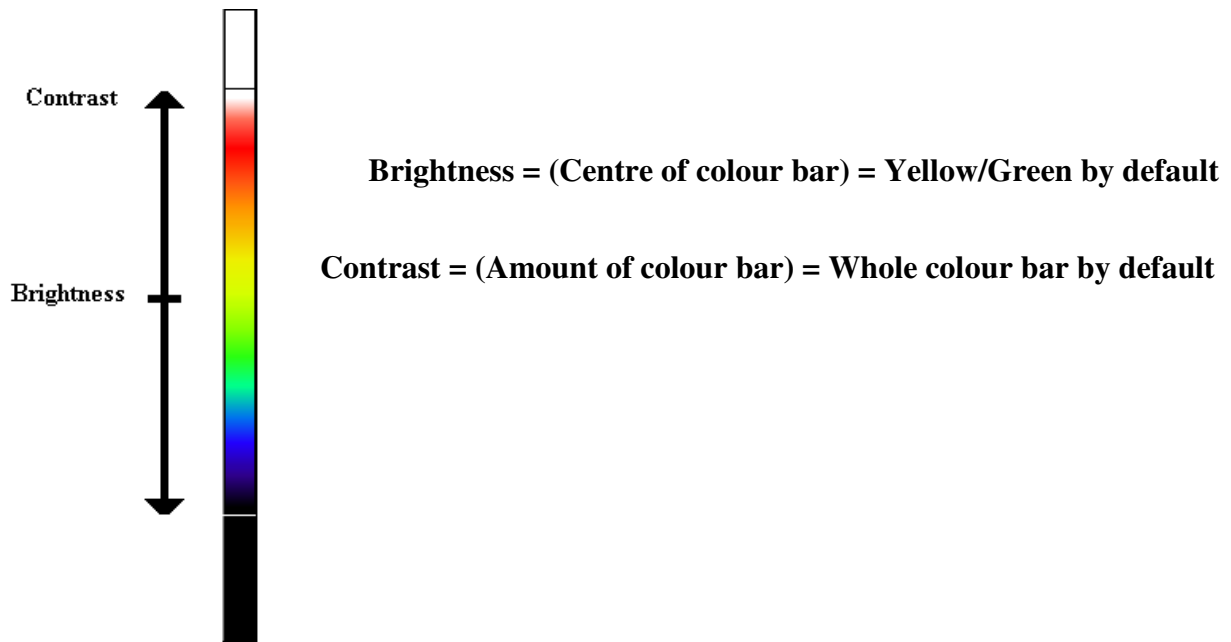 Contrast
Brightness = (Centre of colour bar) = Yellow/Green by default
Contrast = (Amount of colour bar) = Whole colour bar by default
Brightness